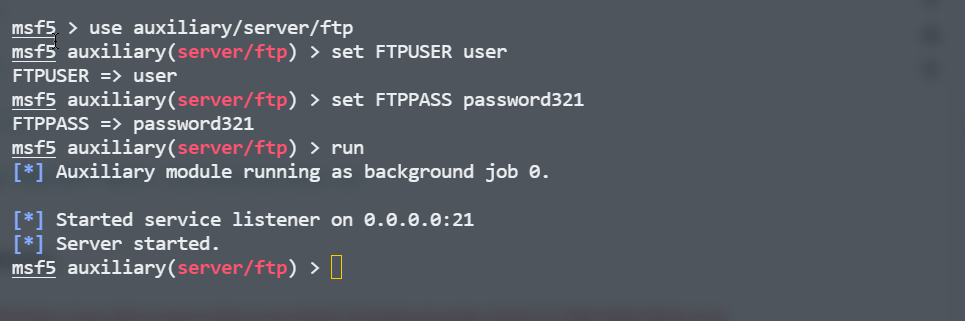 msf5 > use auxiliary/server/ftp
msf5 auxiliary(server/ftp) > set FTPUSER user
FTPUSER => user
msf5 auxiliary(server/ftp) > set FTPPASS password321
FTPPASS => password321
msf5 auxiliary(server/ftp) > run
[*] Auxiliary module running as background job 0.
[*] Started service listener on 0.0.0.0:21
[*] Server started.
msf5 auxiliary(server/ftp) >